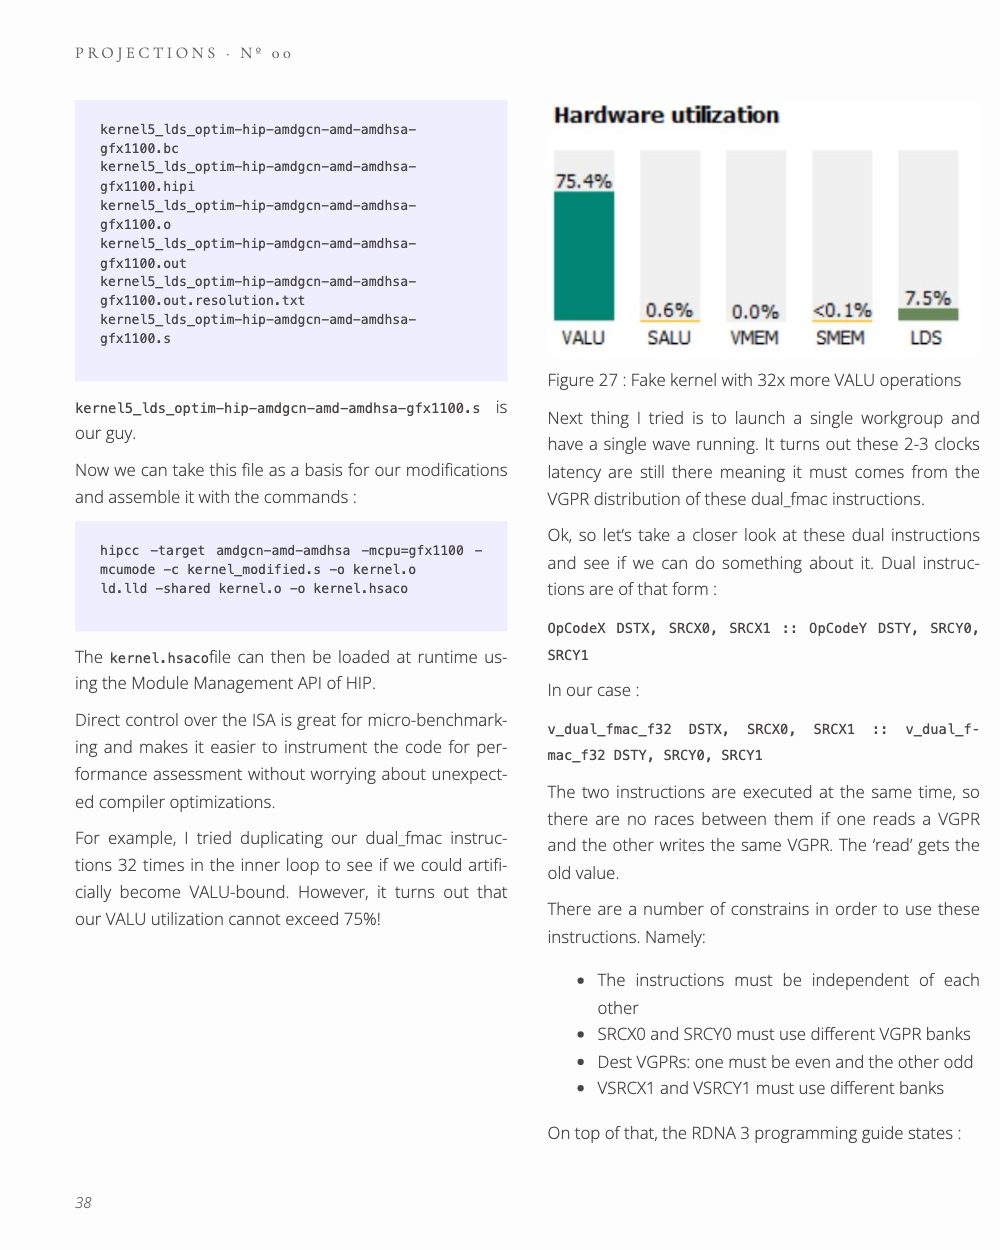 PROJECTIONS · Nº 00
kernel5_lds_optim-hip-amdgcn-amd-amdhsa-
gfx1100.bc
kernel5_lds_optim-hip-amdgcn-amd-amdhsa-
gfx1100.hipi
kernel5_lds_optim-hip-amdgcn-amd-amdhsa-
gfx1100.o
kernel5_lds_optim-hip-amdgcn-amd-amdhsa-
gfx1100.out
kernel5_lds_optim-hip-amdgcn-amd-amdhsa-
gfx1100.out.resolution.txt
kernel5_lds_optim-hip-amdgcn-amd-amdhsa-
gfx1100.s
kernel5_lds_optim-hip-amdgcn-amd-amdhsa-gfx1100.s is
our guy.
Now we can take this file as a basis for our modifications
and assemble it with the commands :
hipcc -target amdgcn-amd-amdhsa -mcpu=gfx1100 -
mcumode -c kernel_modified.s -o kernel.o
ld.lld -shared kernel.o -o kernel.hsaco
The kernel.hsacofile can then be loaded at runtime us-
ing the Module Management API of HIP.
Direct control over the ISA is great for micro-benchmark-
ing and makes it easier to instrument the code for per-
formance assessment without worrying about unexpect-
ed compiler optimizations.
For example, I tried duplicating our dual_fmac instruc-
tions 32 times in the inner loop to see if we could artifi-
cially become VALU-bound. However, it turns out that
our VALU utilization cannot exceed 75%!
Hardware utilization
75.4% 0.6% 0.0% <0.1% 7.5%
VALU SALU VMEM SMEM LDS
Figure 27 : Fake kernel with 32x more VALU operations
Next thing I tried is to launch a single workgroup and
have a single wave running. It turns out these 2-3 clocks
latency are still there meaning it must comes from the
VGPR distribution of these dual_fmac instructions.
Ok, so let's take a closer look at these dual instructions
and see if we can do something about it. Dual instruc-
tions are of that form :
OpCodeX DSTX, SRCX0, SRCX1 :: OpCodeY DSTY, SRCY0,
SRCY1
In our case :
v_dual_fmac_f32 DSTX, SRCX0, SRCX1 :: v_dual_f-
mac_f32 DSTY, SRCY0, SRCY1
The two instructions are executed at the same time, so
there are no races between them if one reads a VGPR
and the other writes the same VGPR. The ‘read’ gets the
old value.
There are a number of constrains in order to use these
instructions. Namely:
• The instructions must be independent of each
other
• SRCX0 and SRCY0 must use different VGPR banks
• Dest VGPRs: one must be even and the other odd
• VSRCX1 and VSRCY1 must use different banks
On top of that, the RDNA 3 programming guide states :
38